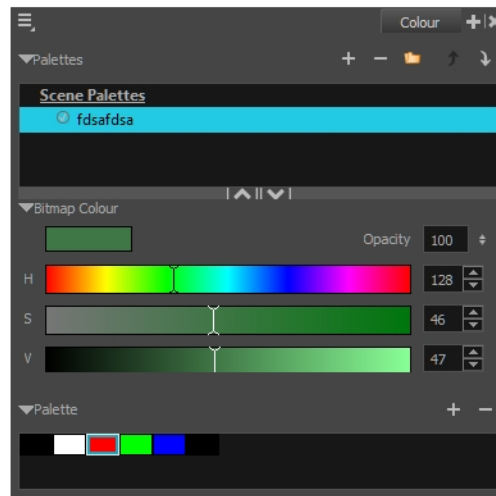 Colour
Palettes
Scene Palettes
fdsafdsa
Bitmap Colour
Opacity 100
H 128
S 46
V 47
Palette